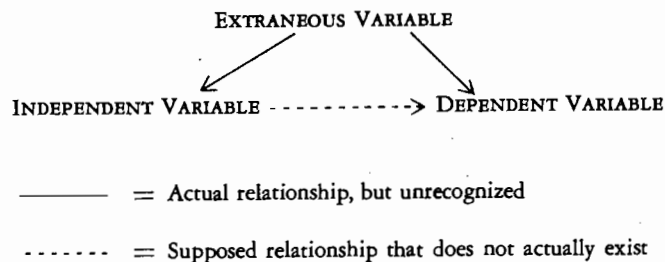 EXTRANEOUS VARIABLE
INDEPENDENT VARIABLE DEPENDENT VARIABLE
= Actual relationship, but unrecognized
= Supposed relationship that does not actually exist